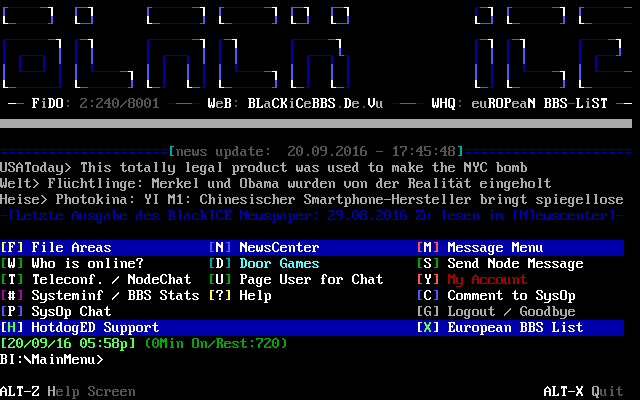 BLACK ICE
── FiDO: 2:240/8001 ── WeB: BLaCKiCeBBS.De.Vu ── WHQ: euROPeaN BBS-LiST ──
[news update:  20.09.2016 - 17:45:48]
USAToday> This totally legal product was used to make the NYC bomb
Welt> Flüchtlinge: Merkel und Obama wurden von der Realität eingeholt
Heise> Photokina: YI M1: Chinesischer Smartphone-Hersteller bringt spiegellose
-[Letzte Ausgabe des BlackICE Newspaper: 29.08.2016 Zu lesen im [N]ewscenter]-
[F] File Areas [N] NewsCenter [M] Message Menu
[W] Who is online? [D] Door Games [S] Send Node Message
[T] Teleconf. / NodeChat [U] Page User for Chat [Y] My Account
[#] Systeminf / BBS Stats [?] Help [C] Comment to SysOp
[P] SysOp Chat [G] Logout / Goodbye
[H] HotdogED Support [X] European BBS List
[20/09/16 05:58p] (0Min On/Rest:720)
BI:\MainMenu>
ALT-Z Help Screen ALT-X Quit